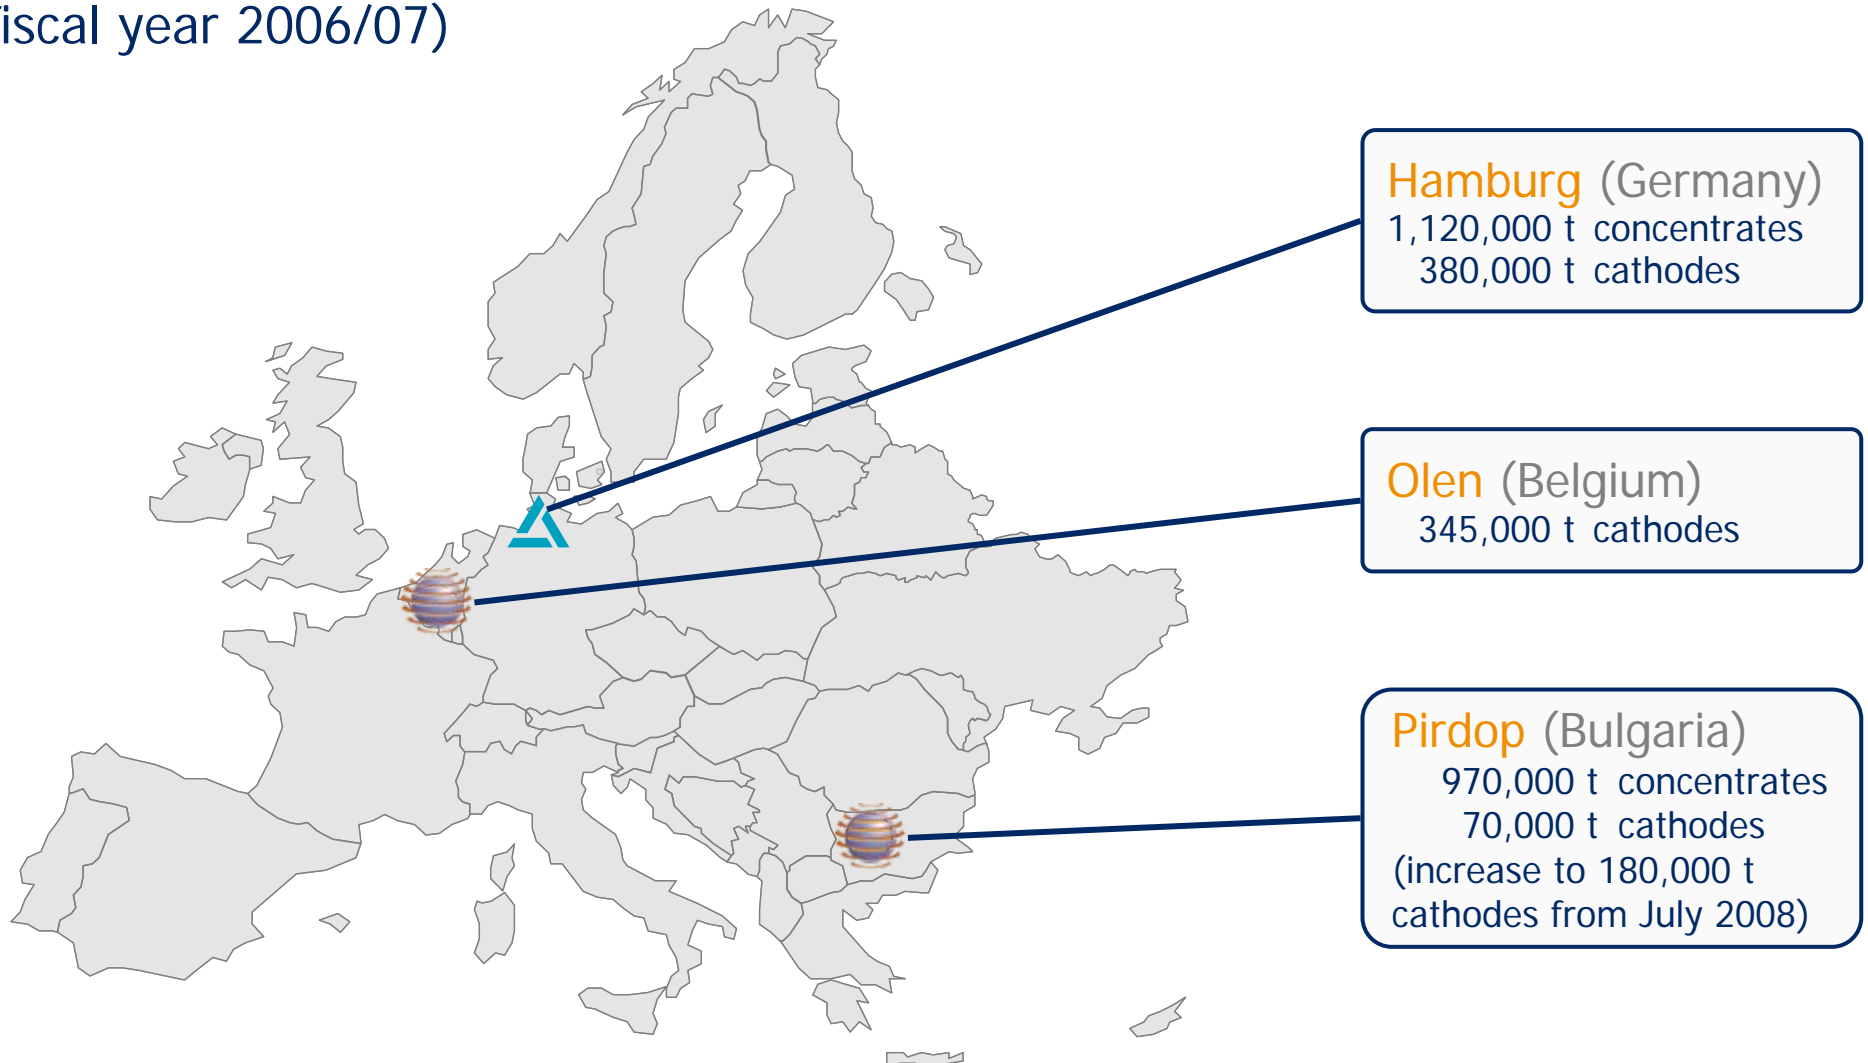 fiscal year 2006/07)
Hamburg (Germany)
1,120,000 t concentrates
380,000 t cathodes
Olen (Belgium)
345,000 t cathodes
Pirdop (Bulgaria)
970,000 t concentrates
70,000 t cathodes
(increase to 180,000 t
cathodes from July 2008)